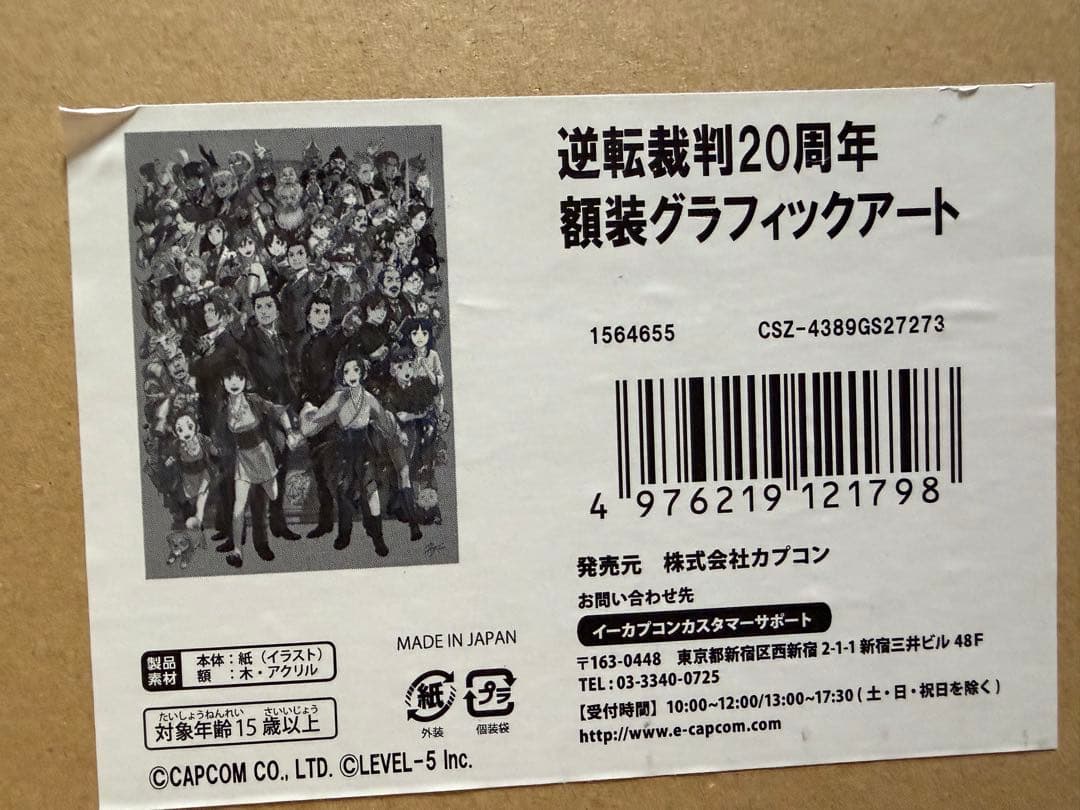 逆転裁判20周年
額装グラフィックアート
1564655 CSZ-4389GS27273
4 976219 121798
発売元 株式会社カプコン
お問い合わせ先
イーカプコンカスタマーサポート
〒163-0448 東京都新宿区西新宿 2-1-1 新宿三井ビル 48F
TEL : 03-3340-0725
【受付時間】 10:00~12:00/13:00~17:30 ( 土・日・祝日を除く )
http://www.e-capcom.com
MADE IN JAPAN
紙
外装
プラ
個装袋
製品素材
本体：紙（イラスト）
額 ：木・アクリル
たいしょうねんれい さいいじょう
対象年齢 15 歳以上
©CAPCOM CO., LTD. ©LEVEL-5 Inc.